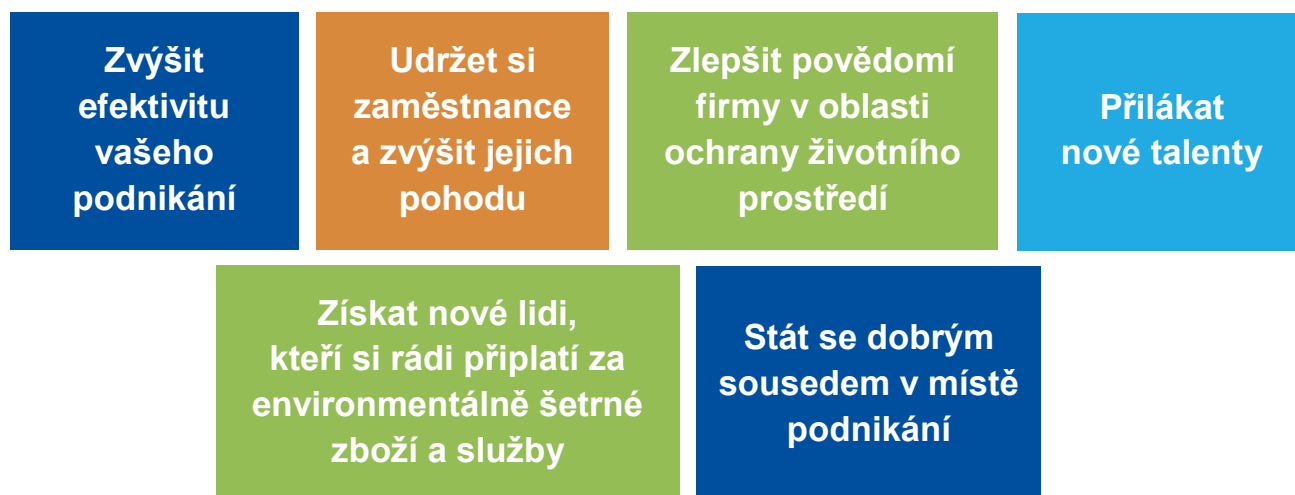 Zvýšit
efektivitu
vašeho
podnikání
Udržet si
zaměstnance
a zvýšit jejich
pohodu
Zlepšit povědomí
firmy v oblasti
ochrany životního
prostředí
Přilákat
nové talenty
Získat nové lidi,
kteří si rádi připlatí za
environmentálně šetrné
zboží a služby
Stát se dobrým
sousedem v místě
podnikání